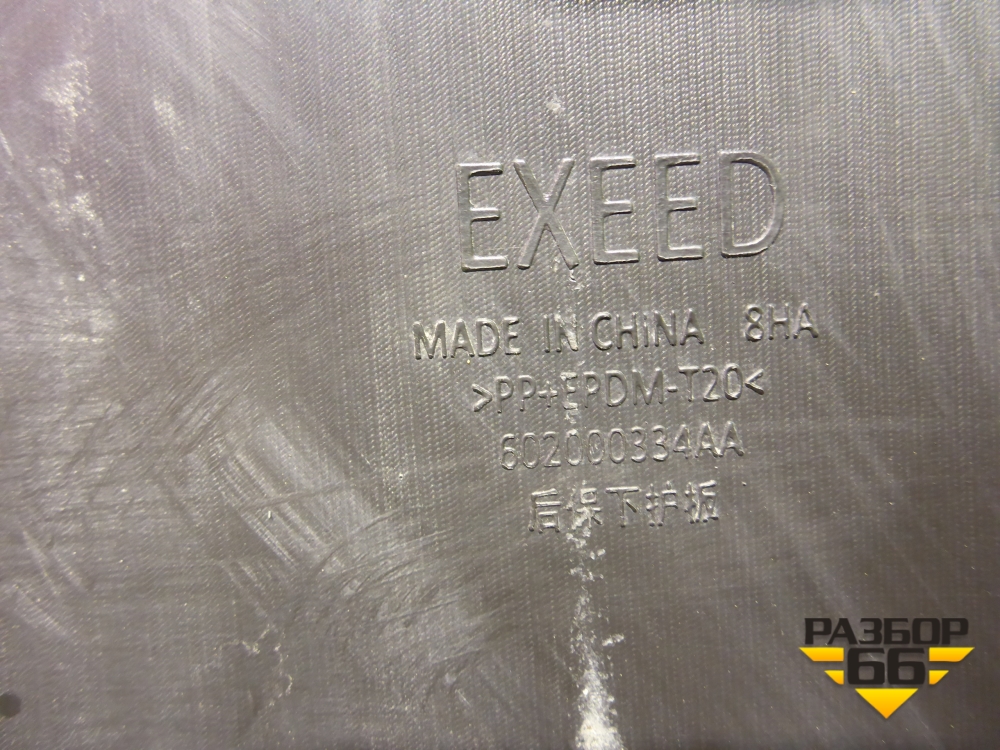 EXEED
MADE IN CHINA 8HA
>PP+EPDM-T20<
602000334AA
后保下护板
РАЗБОР
66